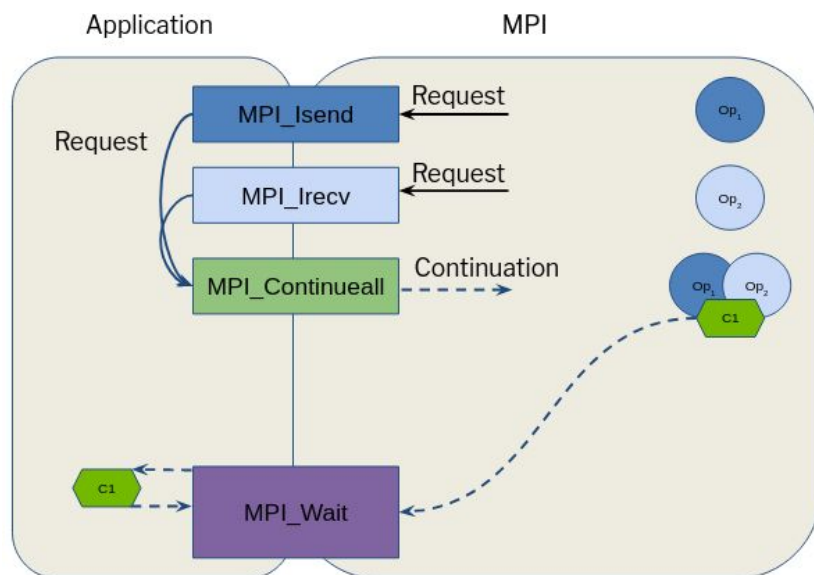 Application
MPI
MPI_Isend
Request
Op1
Request
MPI_Irecv
Request
Op2
MPI_Continueall
Continuation
Op1
Op2
C1
C1
MPI_Wait